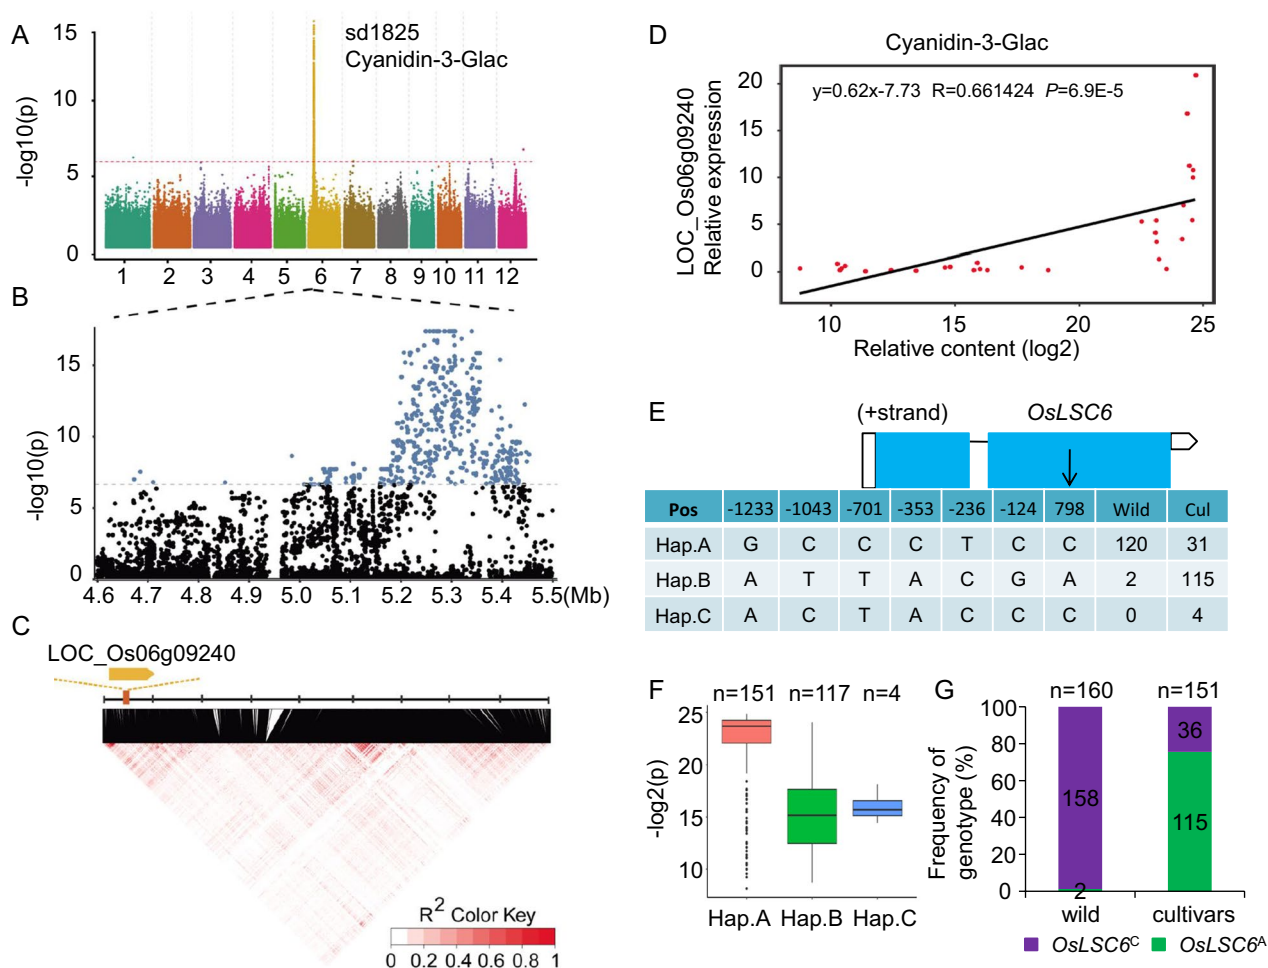 A
sd1825
Cyanidin-3-Glac
-log10(p)
15
10
5
0
1 2 3 4 5 6 7 8 9 10 11 12
B
-log10(p)
15
10
5
0
4.6 4.7 4.8 4.9 5.0 5.1 5.2 5.3 5.4 5.5(Mb)
C
LOC_Os06g09240
R2 Color Key
0 0.2 0.4 0.6 0.8 1
D
Cyanidin-3-Glac
y=0.62x-7.73 R=0.661424 P=6.9E-5
LOC_Os06g09240
Relative expression
20
15
10
5
0
10 15 20 25
Relative content (log2)
E
(+strand) OsLSC6
Pos -1233 -1043 -701 -353 -236 -124 798 Wild Cul
Hap.A G C C C T C C 120 31
Hap.B A T T A C G A 2 115
Hap.C A C T A C C C 0 4
F
n=151 n=117 n=4
-log2(p)
25
20
15
10
Hap.A Hap.B Hap.C
G
n=160 n=151
Frequency of
genotype (%)
100
80
60
40
20
0
36
158
115
2
wild cultivars
OsLSC6C OsLSC6A